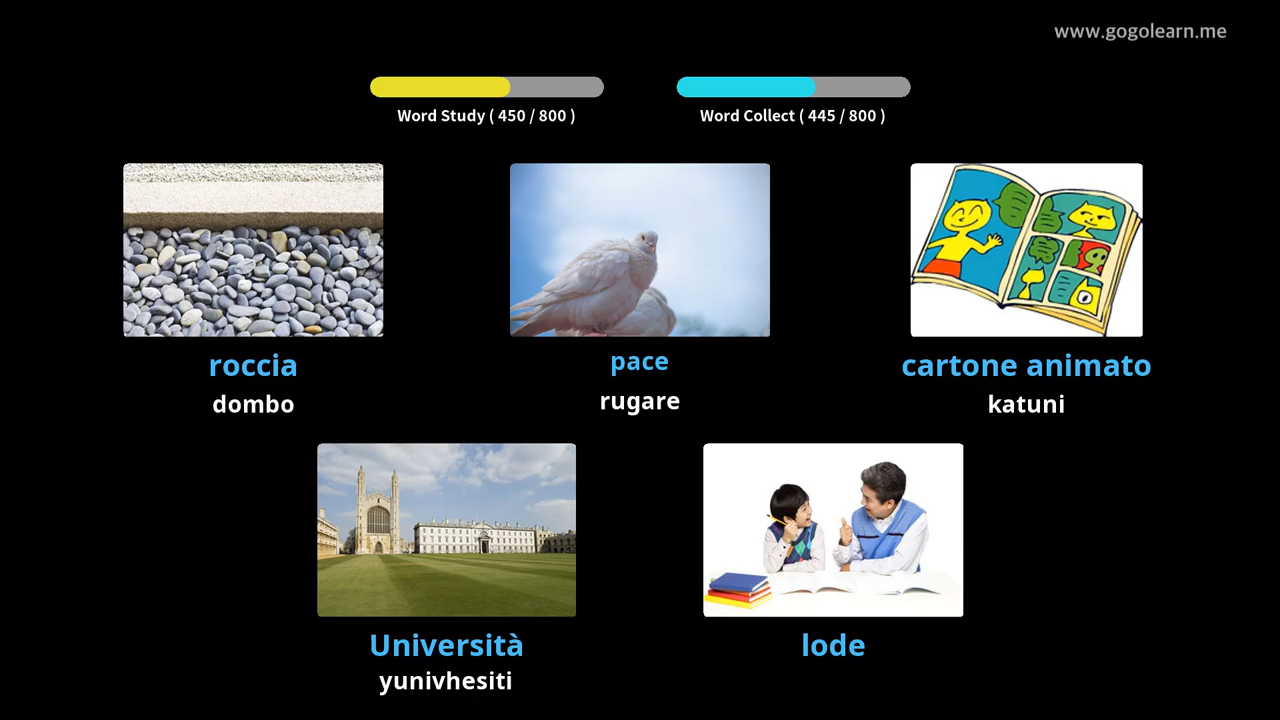 www.gogolearn.me
Word Study ( 450 / 800 )
Word Collect ( 445 / 800 )
roccia
dombo
pace
rugare
cartone animato
katuni
Università
yunivhesiti
lode